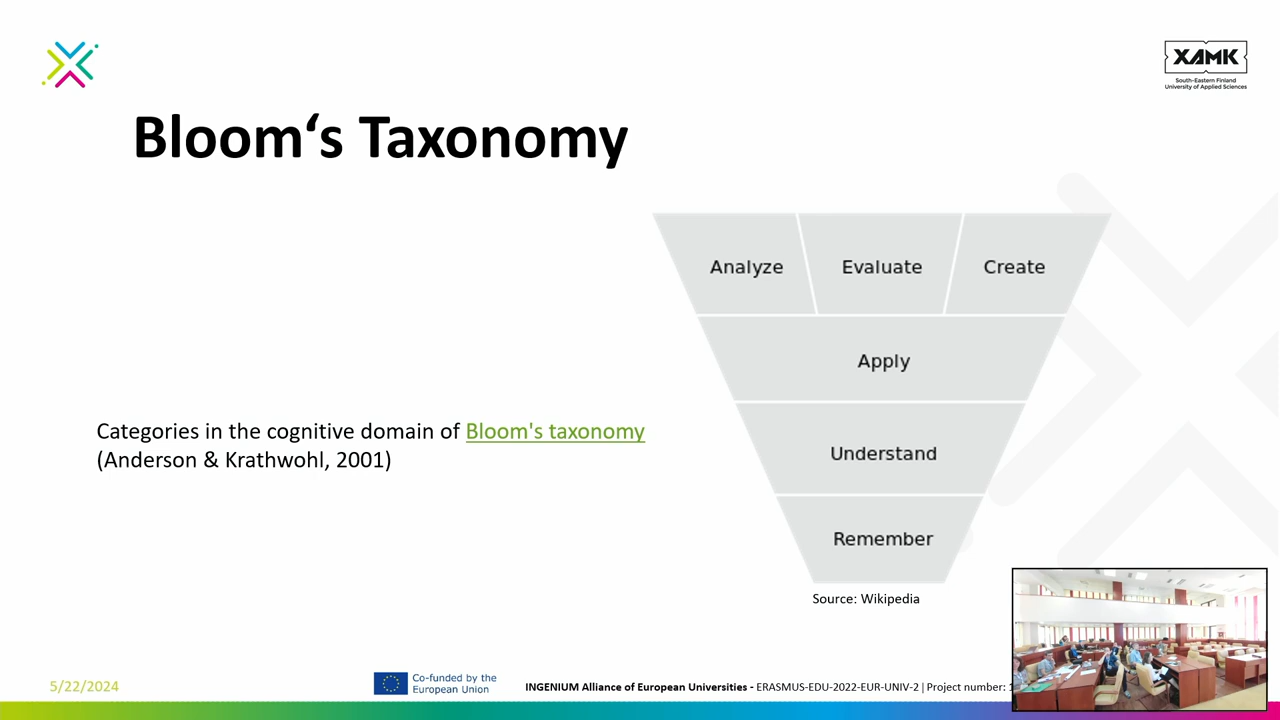 XAMK
South-Eastern Finland
University of Applied Sciences
Bloom‘s Taxonomy
Analyze
Evaluate
Create
Apply
Understand
Remember
Categories in the cognitive domain of Bloom's taxonomy
(Anderson & Krathwohl, 2001)
Source: Wikipedia
5/22/2024
Co-funded by the
European Union
INGENIUM Alliance of European Universities - ERASMUS-EDU-2022-EUR-UNIV-2 | Project number: